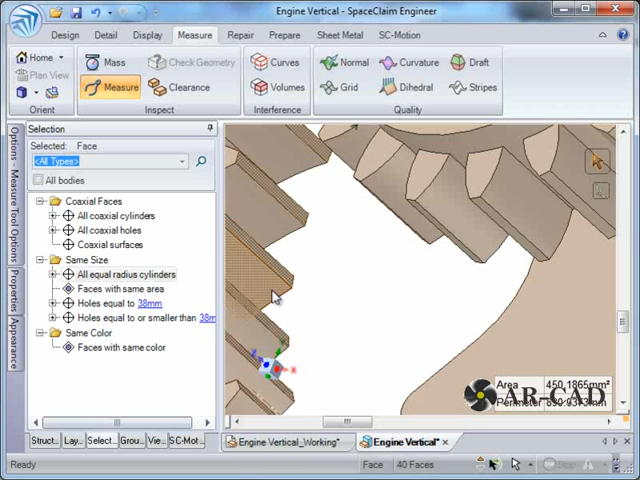 Engine Vertical - SpaceClaim Engineer
Design Detail Display Measure Repair Prepare Sheet Metal SC-Motion
Home Mass Check Geometry Curves Normal Curvature Draft
Plan View
Measure Clearance Volumes Grid Dihedral Stripes
Orient Inspect Interference Quality
Options - Measure Tool Options
Properties
Appearance
Selection
Selected: Face
<All Types>
All bodies
Coaxial Faces
All coaxial cylinders
All coaxial holes
Coaxial surfaces
Same Size
All equal radius cylinders
Faces with same area
Holes equal to 38mm
Holes equal to or smaller than 38m
Same Color
Faces with same color
x
Area 450.1865mm²
AR-CAD
Struct... Lay... Select... Grou... Vie... SC-Mot...
Engine Vertical_Working* Engine Vertical*
Ready Face 40 Faces Stop